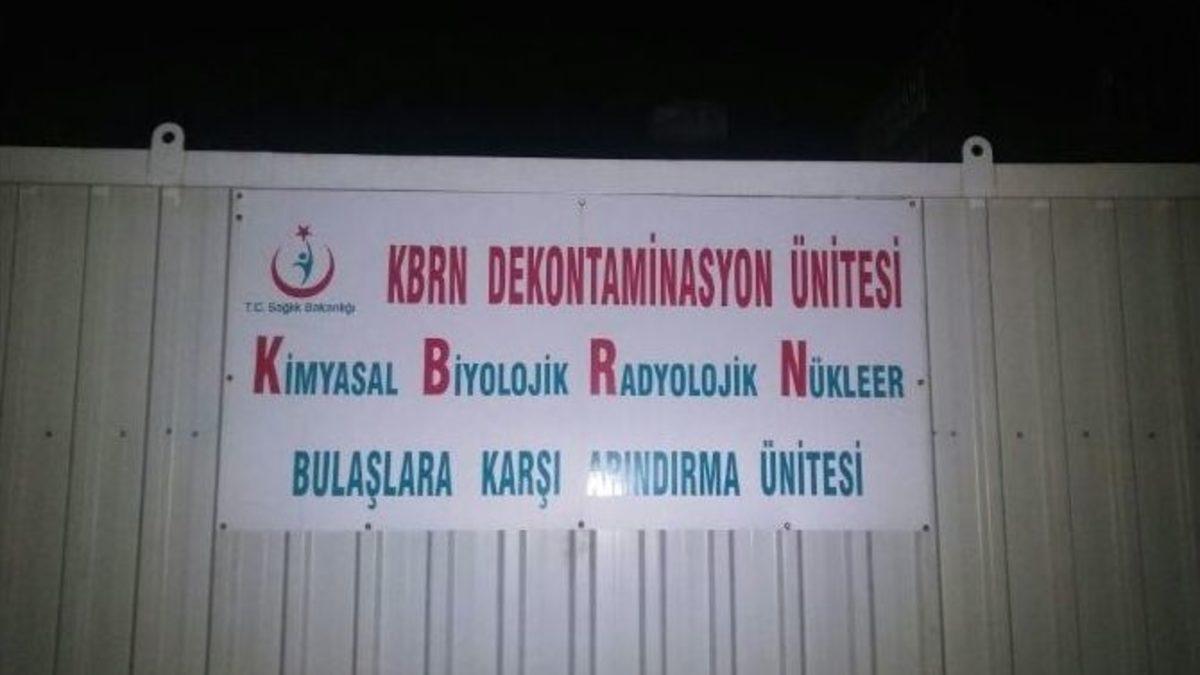 KBRN DEKONTAMİNASYON ÜNİTESİ
T.C. Sağlık Bakanlığı
KİMYASAL BİYOLOJİK RADYOLOJİK NÜKLEER
BULAŞLARA KARŞI ARINDIRMA ÜNİTESİ